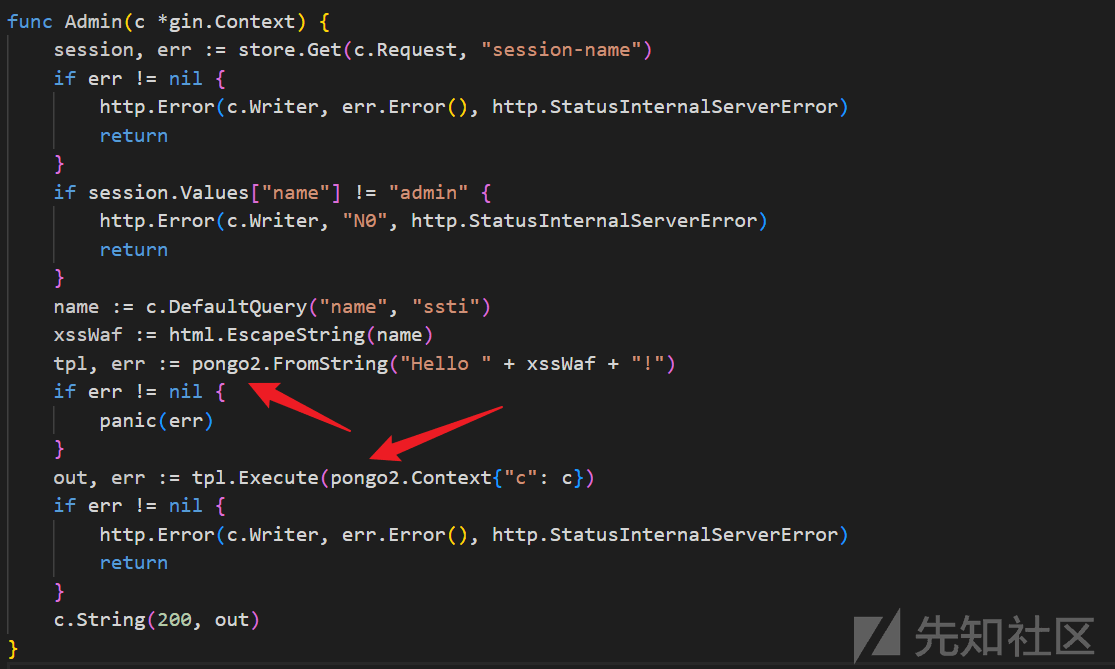 func Admin(c *gin.Context) {
    session, err := store.Get(c.Request, "session-name")
    if err != nil {
        http.Error(c.Writer, err.Error(), http.StatusInternalServerError)
        return
    }
    if session.Values["name"] != "admin" {
        http.Error(c.Writer, "N0", http.StatusInternalServerError)
        return
    }
    name := c.DefaultQuery("name", "ssti")
    xssWaf := html.EscapeString(name)
    tpl, err := pongo2.FromString("Hello " + xssWaf + "!")
    if err != nil {
        panic(err)
    }
    out, err := tpl.Execute(pongo2.Context{"c": c})
    if err != nil {
        http.Error(c.Writer, err.Error(), http.StatusInternalServerError)
        return
    }
    c.String(200, out)
}
先知社区